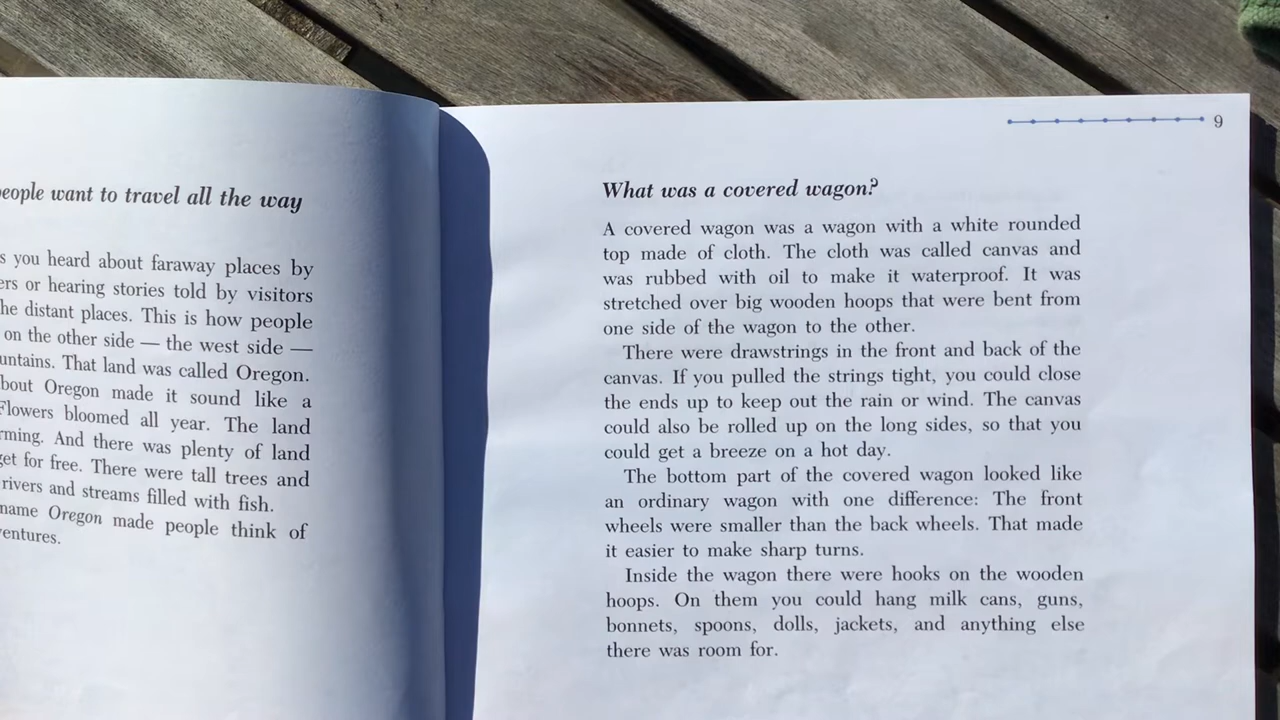 people want to travel all the way
you heard about faraway places by
or hearing stories told by visitors
distant places. This is how people
on the other side — the west side —
That land was called Oregon.
Oregon made it sound like a
Flowers bloomed all year. The land
And there was plenty of land
for free. There were tall trees and
rivers and streams filled with fish.
name Oregon made people think of
9
What was a covered wagon?
A covered wagon was a wagon with a white rounded
top made of cloth. The cloth was called canvas and
was rubbed with oil to make it waterproof. It was
stretched over big wooden hoops that were bent from
one side of the wagon to the other.
There were drawstrings in the front and back of the
canvas. If you pulled the strings tight, you could close
the ends up to keep out the rain or wind. The canvas
could also be rolled up on the long sides, so that you
could get a breeze on a hot day.
The bottom part of the covered wagon looked like
an ordinary wagon with one difference: The front
wheels were smaller than the back wheels. That made
it easier to make sharp turns.
Inside the wagon there were hooks on the wooden
hoops. On them you could hang milk cans, guns,
bonnets, spoons, dolls, jackets, and anything else
there was room for.